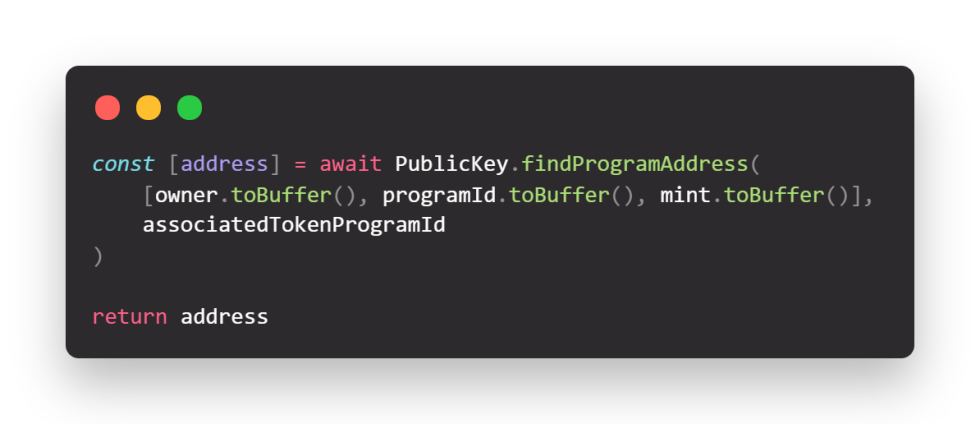 const [address] = await PublicKey.findProgramAddress(
    [owner.toBuffer(), programId.toBuffer(), mint.toBuffer()],
    associatedTokenProgramId
)

return address